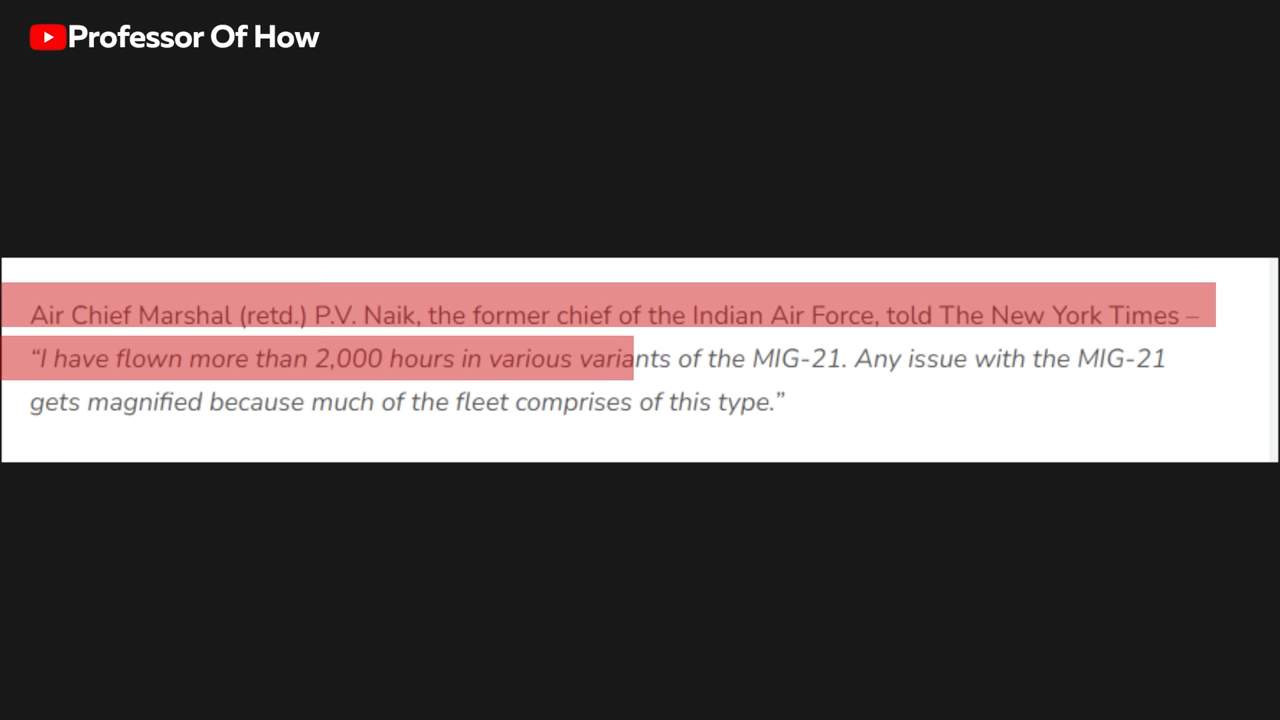 Professor Of How
Air Chief Marshal (retd.) P.V. Naik, the former chief of the Indian Air Force, told The New York Times –
“I have flown more than 2,000 hours in various variants of the MIG-21. Any issue with the MIG-21
gets magnified because much of the fleet comprises of this type.”